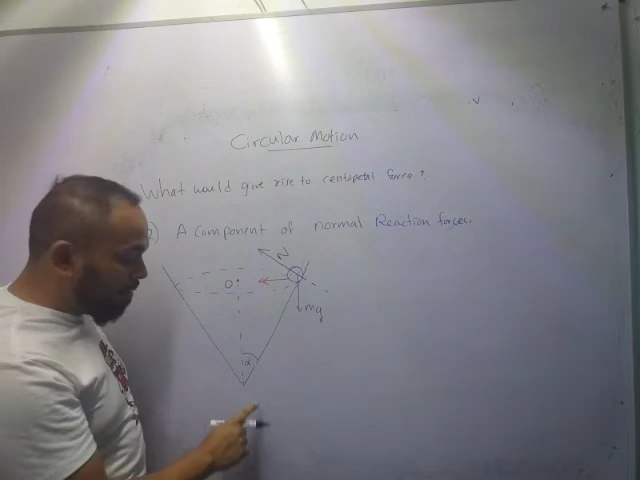 Circular Motion
What would give rise to centripetal force?
) A component of normal Reaction forces.
N
O
mg
α